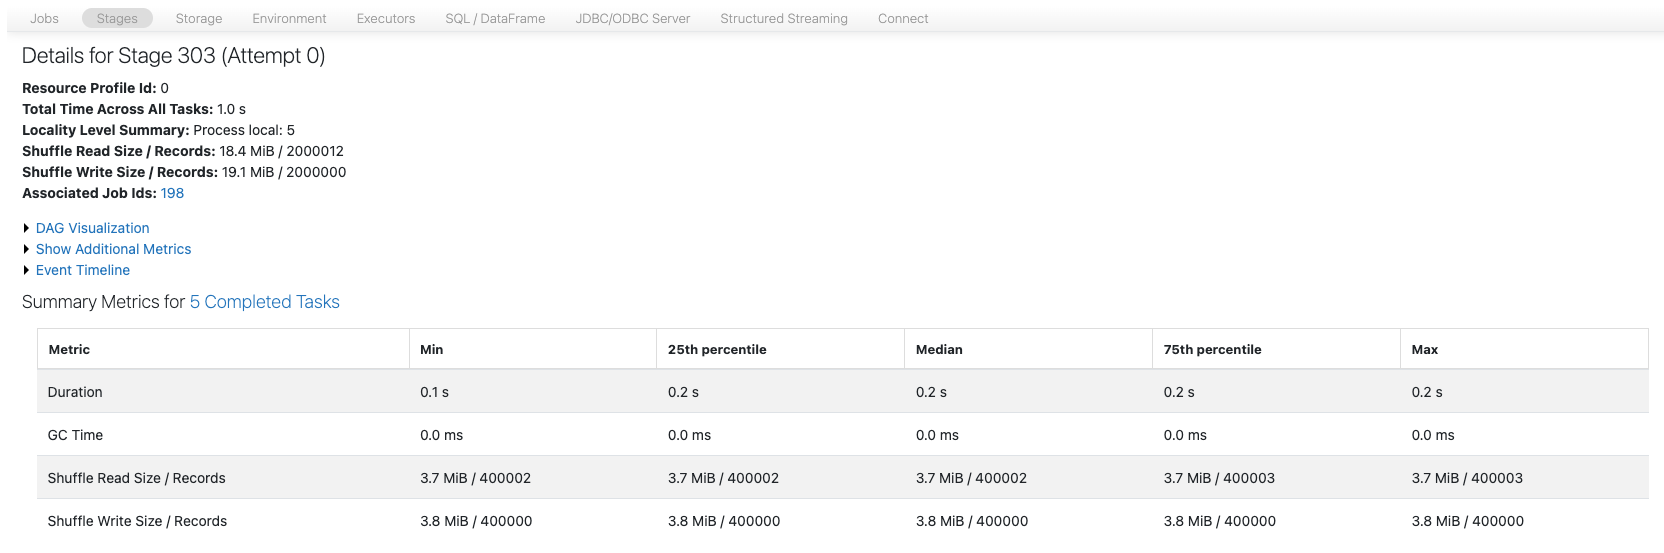 Jobs Stages Storage Environment Executors SQL / DataFrame JDBC/ODBC Server Structured Streaming Connect
Details for Stage 303 (Attempt 0)
Resource Profile Id: 0
Total Time Across All Tasks: 1.0 s
Locality Level Summary: Process local: 5
Shuffle Read Size / Records: 18.4 MiB / 2000012
Shuffle Write Size / Records: 19.1 MiB / 2000000
Associated Job Ids: 198
DAG Visualization
Show Additional Metrics
Event Timeline
Summary Metrics for 5 Completed Tasks
Metric Min 25th percentile Median 75th percentile Max
Duration 0.1 s 0.2 s 0.2 s 0.2 s 0.2 s
GC Time 0.0 ms 0.0 ms 0.0 ms 0.0 ms 0.0 ms
Shuffle Read Size / Records 3.7 MiB / 400002 3.7 MiB / 400002 3.7 MiB / 400002 3.7 MiB / 400003 3.7 MiB / 400003
Shuffle Write Size / Records 3.8 MiB / 400000 3.8 MiB / 400000 3.8 MiB / 400000 3.8 MiB / 400000 3.8 MiB / 400000